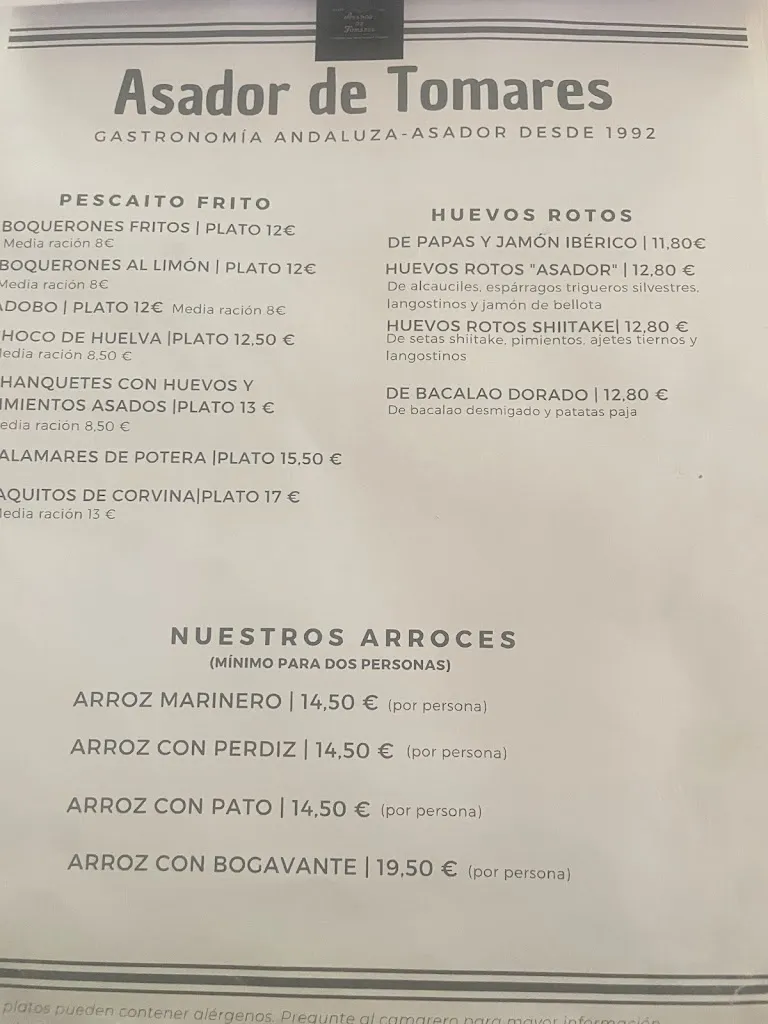 Asador de Tomares
GASTRONOMÍA ANDALUZA-ASADOR DESDE 1992
PESCAITO FRITO
BOQUERONES FRITOS | PLATO 12€
Media ración 8€
BOQUERONES AL LIMÓN | PLATO 12€
Media ración 8€
ADOBO | PLATO 12€ Media ración 8€
HOCO DE HUELVA |PLATO 12,50 €
Media ración 8,50 €
HANQUETES CON HUEVOS Y
IMIENTOS ASADOS |PLATO 13 €
edia ración 8,50 €
ALAMARES DE POTERA |PLATO 15,50 €
AQUITOS DE CORVINA|PLATO 17 €
Media ración 13 €
HUEVOS ROTOS
DE PAPAS Y JAMÓN IBÉRICO | 11,80€
HUEVOS ROTOS "ASADOR" | 12,80 €
De alcauciles, espárragos trigueros silvestres,
langostinos y jamón de bellota
HUEVOS ROTOS SHIITAKE| 12,80 €
De setas shiitake, pimientos, ajetes tiernos y
langostinos
DE BACALAO DORADO | 12,80 €
De bacalao desmigado y patatas paja
NUESTROS ARROCES
(MÍNIMO PARA DOS PERSONAS)
ARROZ MARINERO | 14,50 € (por persona)
ARROZ CON PERDIZ | 14,50 € (por persona)
ARROZ CON PATO | 14,50 € (por persona)
ARROZ CON BOGAVANTE | 19,50 € (por persona)
platos pueden contener alérgenos. Pregunte al camarero para mayor información